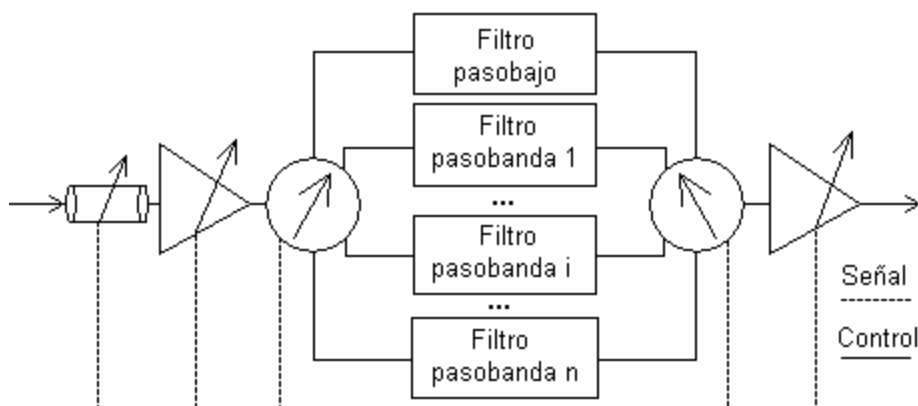 Filtro
pasobajo
Filtro
pasobanda 1
...
Filtro
pasobanda i
...
Filtro
pasobanda n
Señal
Control